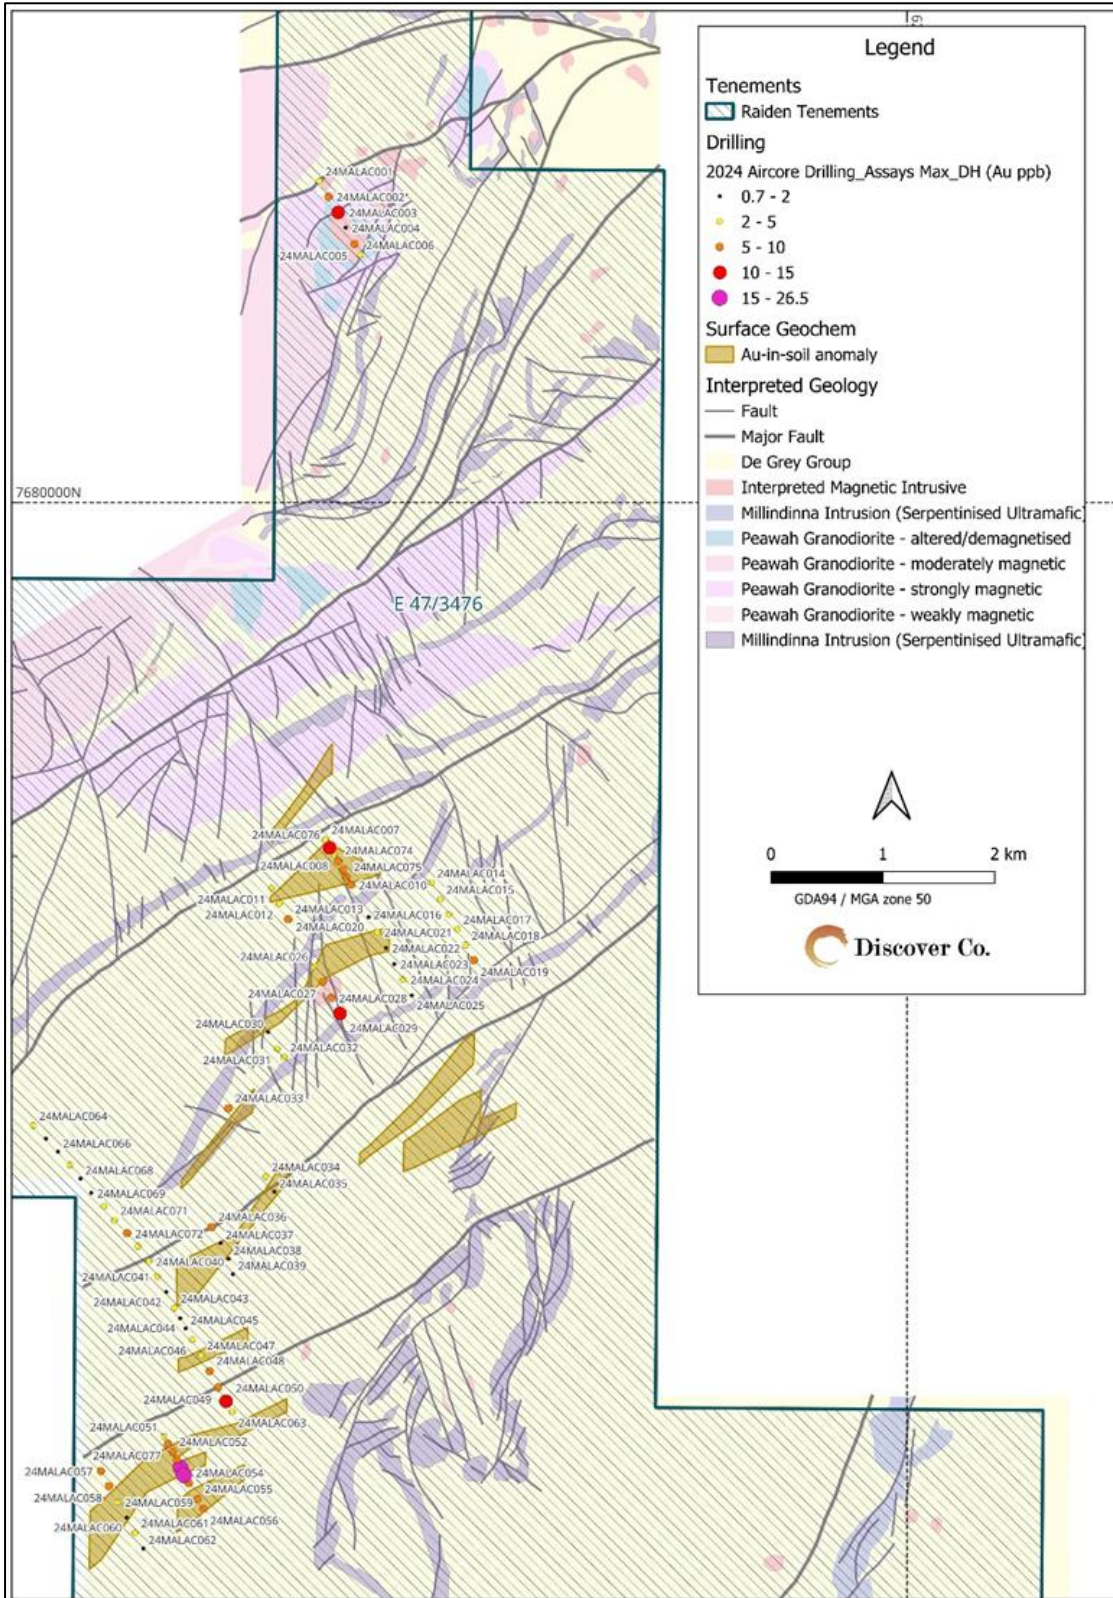 Legend
Tenements
Raiden Tenements
Drilling
2024 Aircore Drilling_Assays Max_DH (Au ppb)
0.7 - 2
2 - 5
5 - 10
10 - 15
15 - 26.5
Surface Geochem
Au-in-soil anomaly
Interpreted Geology
Fault
Major Fault
De Grey Group
Interpreted Magnetic Intrusive
Millindinna Intrusion (Serpentinised Ultramafic
Peawah Granodiorite - altered/demagnetised
Peawah Granodiorite - moderately magnetic
Peawah Granodiorite - strongly magnetic
Peawah Granodiorite - weakly magnetic
Millindinna Intrusion (Serpentinised Ultramafic)
0 1 2 km
GDA94 / MGA zone 50
Discover Co.
24MALAC001
24MALAC002
24MALAC003
24MALAC004
24MALAC006
24MALAC005
7680000N
E 47/3476
24MALAC076
24MALAC007
24MALAC074
24MALAC008
24MALAC075
24MALAC010
24MALAC014
24MALAC015
24MALAC011
24MALAC012
24MALAC013
24MALAC016
24MALAC017
24MALAC020
24MALAC021
24MALAC018
24MALAC022
24MALAC026
24MALAC023
24MALAC019
24MALAC024
24MALAC027
24MALAC028
24MALAC025
24MALAC030
24MALAC029
24MALAC032
24MALAC031
24MALAC033
24MALAC064
24MALAC066
24MALAC068
24MALAC034
24MALAC035
24MALAC069
24MALAC071
24MALAC036
24MALAC072
24MALAC037
24MALAC038
24MALAC040
24MALAC039
24MALAC041
24MALAC042
24MALAC043
24MALAC045
24MALAC044
24MALAC047
24MALAC046
24MALAC048
24MALAC050
24MALAC049
24MALAC063
24MALAC051
24MALAC052
24MALAC077
24MALAC057
24MALAC054
24MALAC055
24MALAC058
24MALAC059
24MALAC056
24MALAC060
24MALAC061
24MALAC062